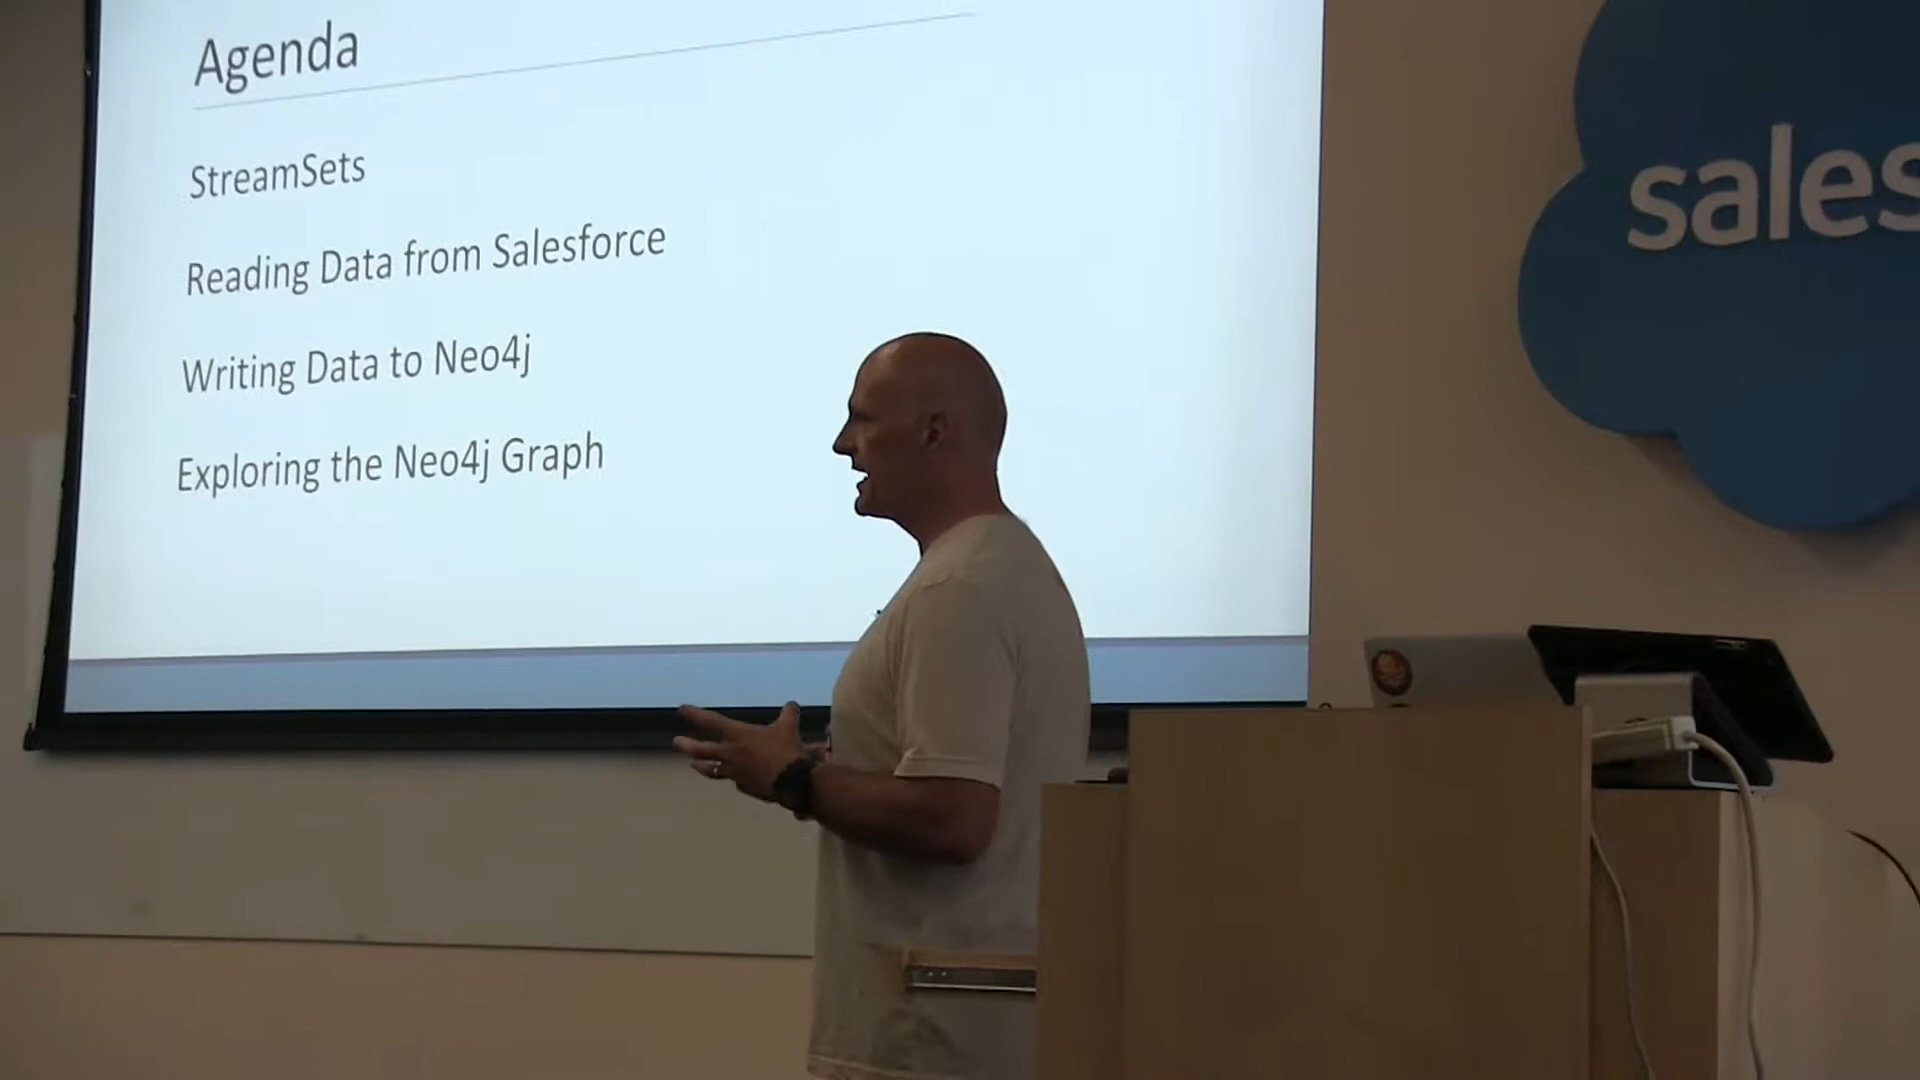 Agenda
StreamSets
Reading Data from Salesforce
Writing Data to Neo4j
Exploring the Neo4j Graph
sales